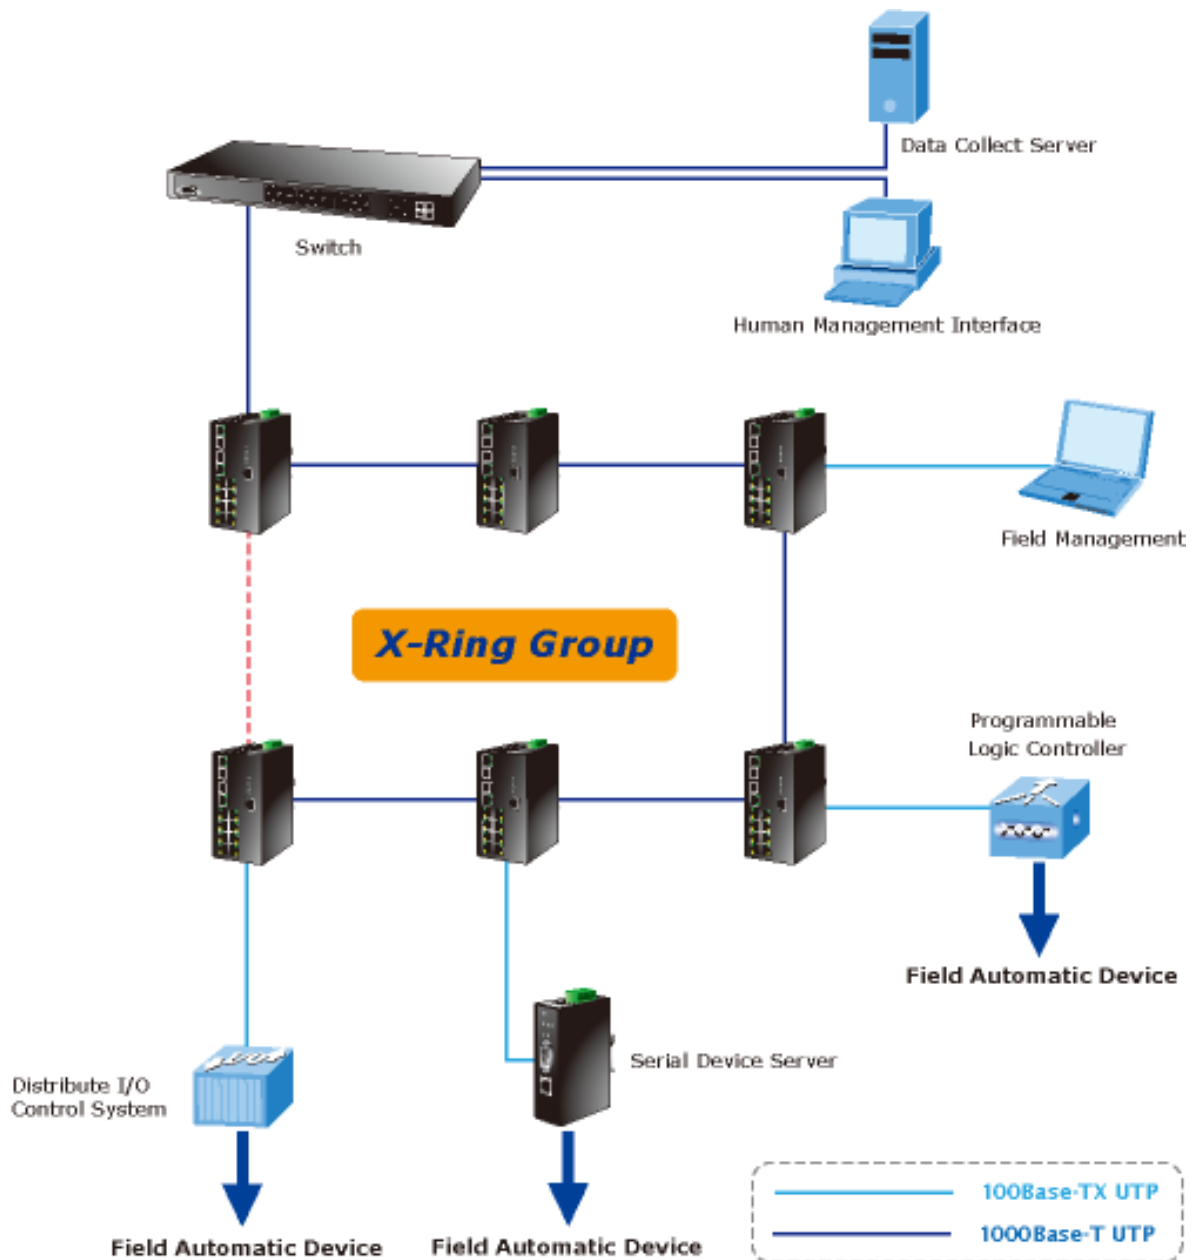 Data Collect Server
Switch
Human Management Interface
Field Management
X-Ring Group
Programmable
Logic Controller
Field Automatic Device
Serial Device Server
Distribute I/O
Control System
100Base-TX UTP
1000Base-T UTP
Field Automatic Device
Field Automatic Device